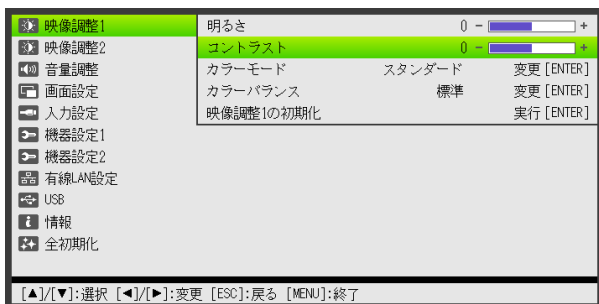 映像調整1
映像調整2
音量調整
画面設定
入力設定
機器設定1
機器設定2
有線LAN設定
USB
情報
全初期化
明るさ 0 - +
コントラスト 0 - +
カラーモード スタンダード 変更 [ENTER]
カラーバランス 標準 変更 [ENTER]
映像調整1の初期化 実行 [ENTER]
[▲]/[▼]:選択 [◀]/[▶]:変更 [ESC]:戻る [MENU]:終了